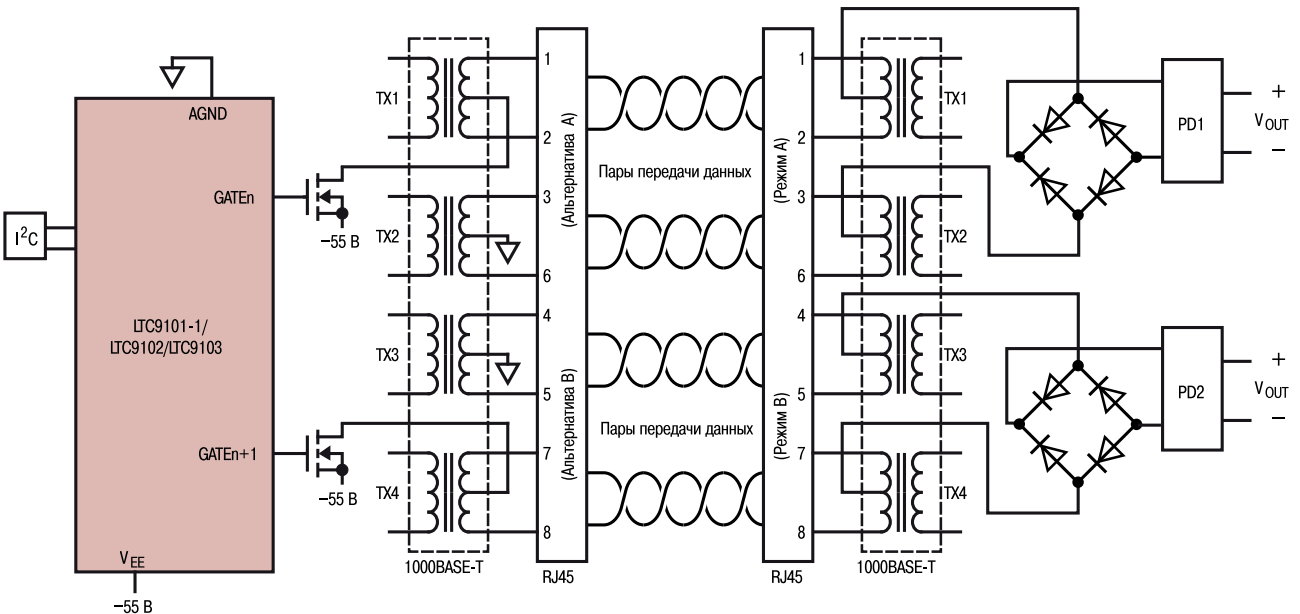 AGND
GATEn
I²C
LTC9101-1/
LTC9102/LTC9103
GATEn+1
VEE
−55 В
−55 В
−55 В
TX1
TX2
TX3
TX4
1000BASE-T
1
2
3
6
4
5
7
8
(Альтернатива A)
(Альтернатива B)
RJ45
Пары передачи данных
Пары передачи данных
1
2
3
6
4
5
7
8
(Режим A)
(Режим B)
RJ45
TX1
TX2
TX3
TX4
1000BASE-T
PD1
+
VOUT
−
PD2
+
VOUT
−